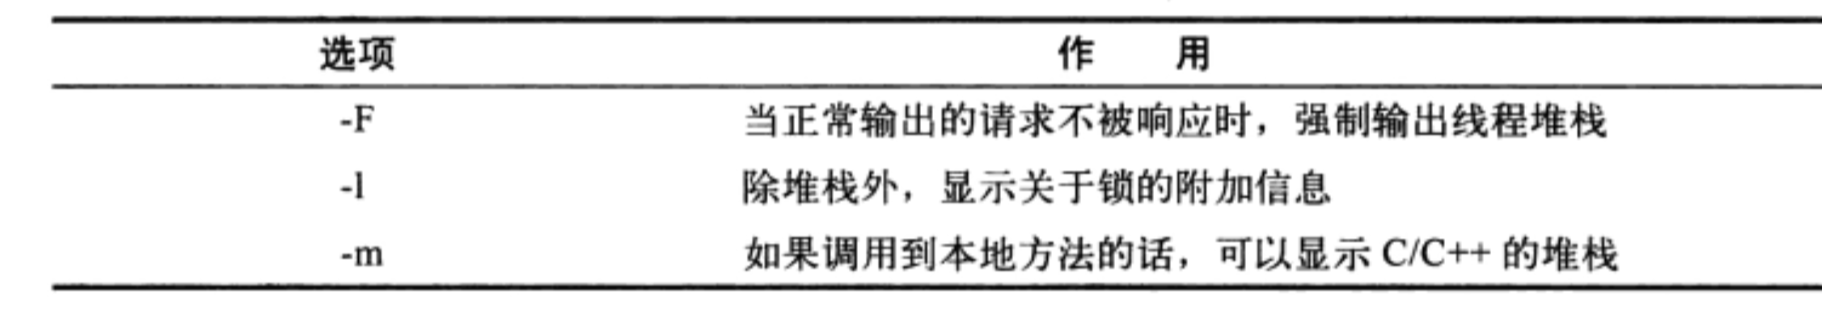 选项 作 用
-F 当正常输出的请求不被响应时，强制输出线程堆栈
-l 除堆栈外，显示关于锁的附加信息
-m 如果调用到本地方法的话，可以显示 C/C++ 的堆栈